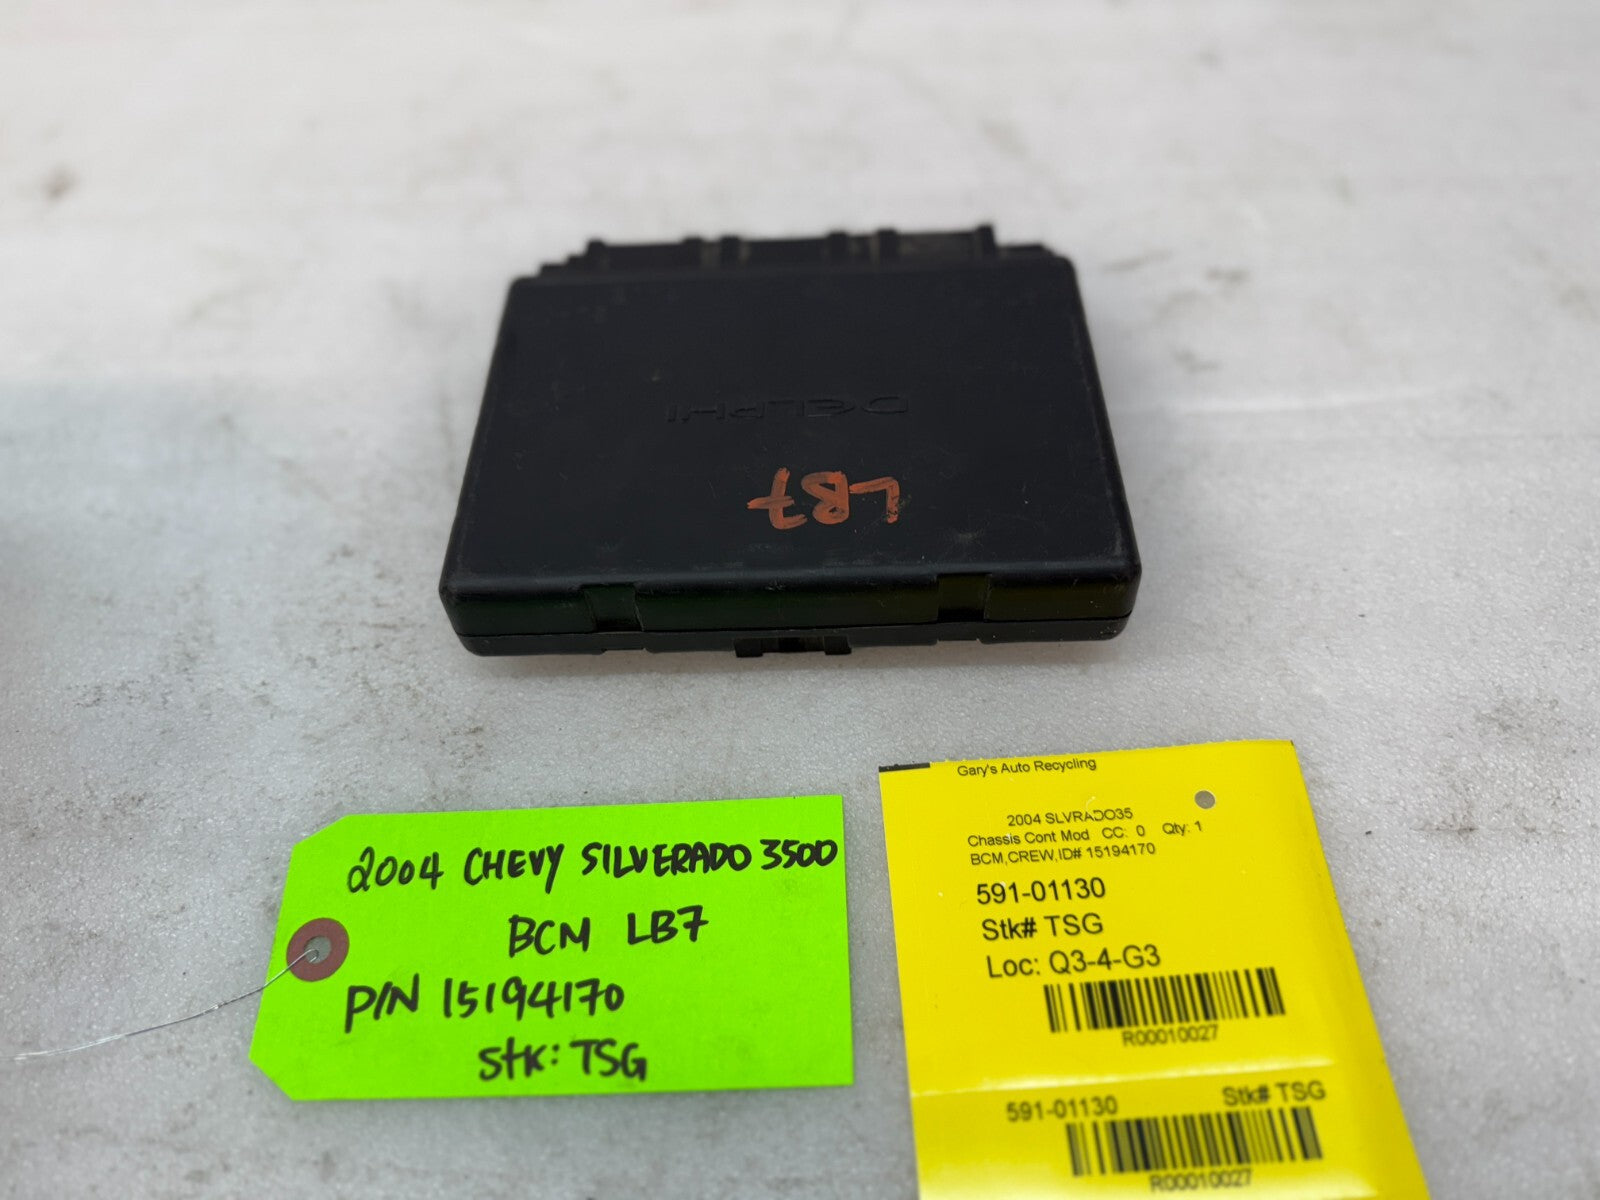 DELPHI
LB7
2004 CHEVY SILVERADO 3500
BCM LB7
P/N 15194170
Stk: TSG
Gary's Auto Recycling
2004 SLVRADO35
Chassis Cont Mod CC: 0 Qty: 1
BCM,CREW,ID# 15194170
591-01130
Stk# TSG
Loc: Q3-4-G3
R00010027
591-01130 Stk# TSG
R00010027